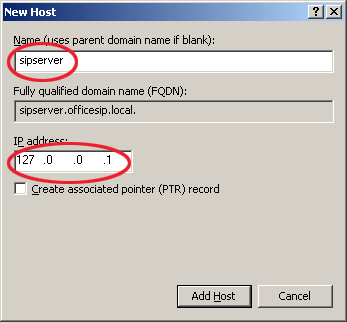 New Host
Name (uses parent domain name if blank):
sipserver
Fully qualified domain name (FQDN):
sipserver.officesip.local.
IP address:
127 .0 .0 .1
Create associated pointer (PTR) record
Add Host
Cancel